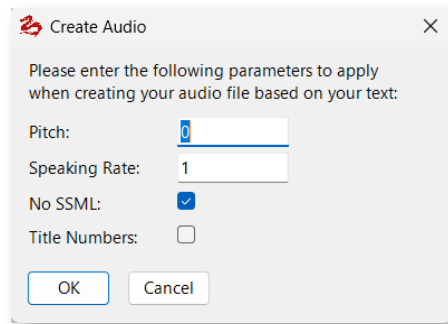 Create Audio
Please enter the following parameters to apply
when creating your audio file based on your text:
Pitch: 0
Speaking Rate: 1
No SSML:
Title Numbers:
OK Cancel